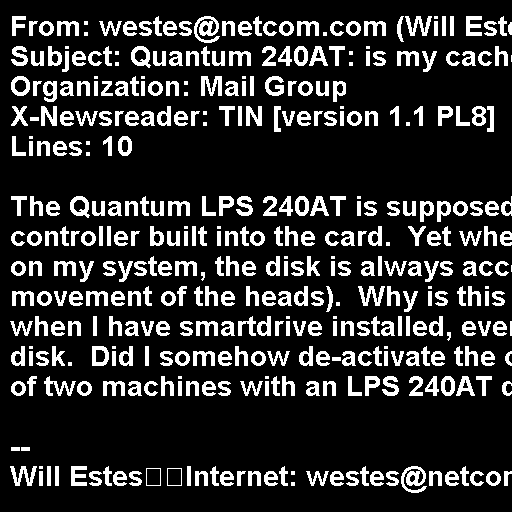 From: westes@netcom.com (Will Este
Subject: Quantum 240AT: is my cach
Organization: Mail Group
X-Newsreader: TIN [version 1.1 PL8]
Lines: 10

The Quantum LPS 240AT is supposed
controller built into the card.  Yet whe
on my system, the disk is always acc
movement of the heads).  Why is this
when I have smartdrive installed, eve
disk.  Did I somehow de-activate the
of two machines with an LPS 240AT

--
Will Estes□□Internet: westes@netcor